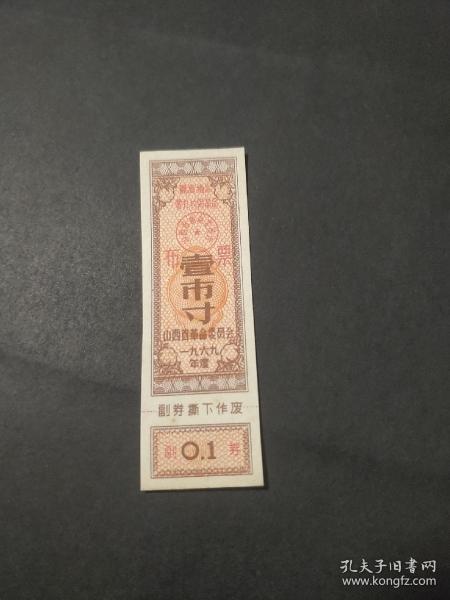 布票
壹市寸
山西省革命委员会
一九六九
年度
副券撕下作废
副 0.1 券
孔夫子旧书网
www.kongfz.com